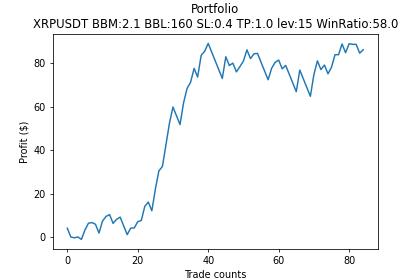 Portfolio
XRPUSDT BBM:2.1 BBL:160 SL:0.4 TP:1.0 lev:15 WinRatio:58.0
80
60
40
20
0
Profit ($)
0
20
40
60
80
Trade counts